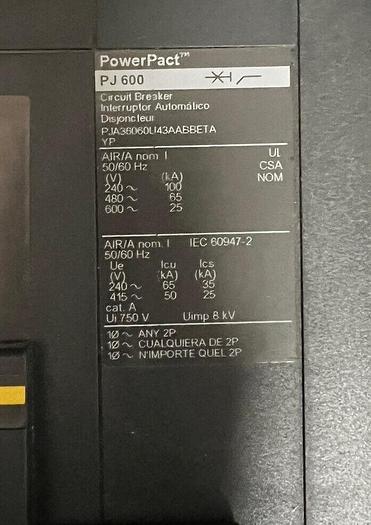 PowerPact™
PJ 600
Circuit Breaker
Interruptor Automático
Disjoncteur
PJA36060U43AABBETA
YP
AIR/A nom. I UL
50/60 Hz CSA
(V) (kA) NOM
240 ~ 100
480 ~ 65
600 ~ 25
AIR/A nom. I IEC 60947-2
50/60 Hz
Ue Icu Ics
(V) (kA) (kA)
240 ~ 65 35
415 ~ 50 25
cat. A
Ui 750 V Uimp 8 kV
1Ø ~ ANY 2P
1Ø ~ CUALQUIERA DE 2P
1Ø ~ N'IMPORTE QUEL 2P